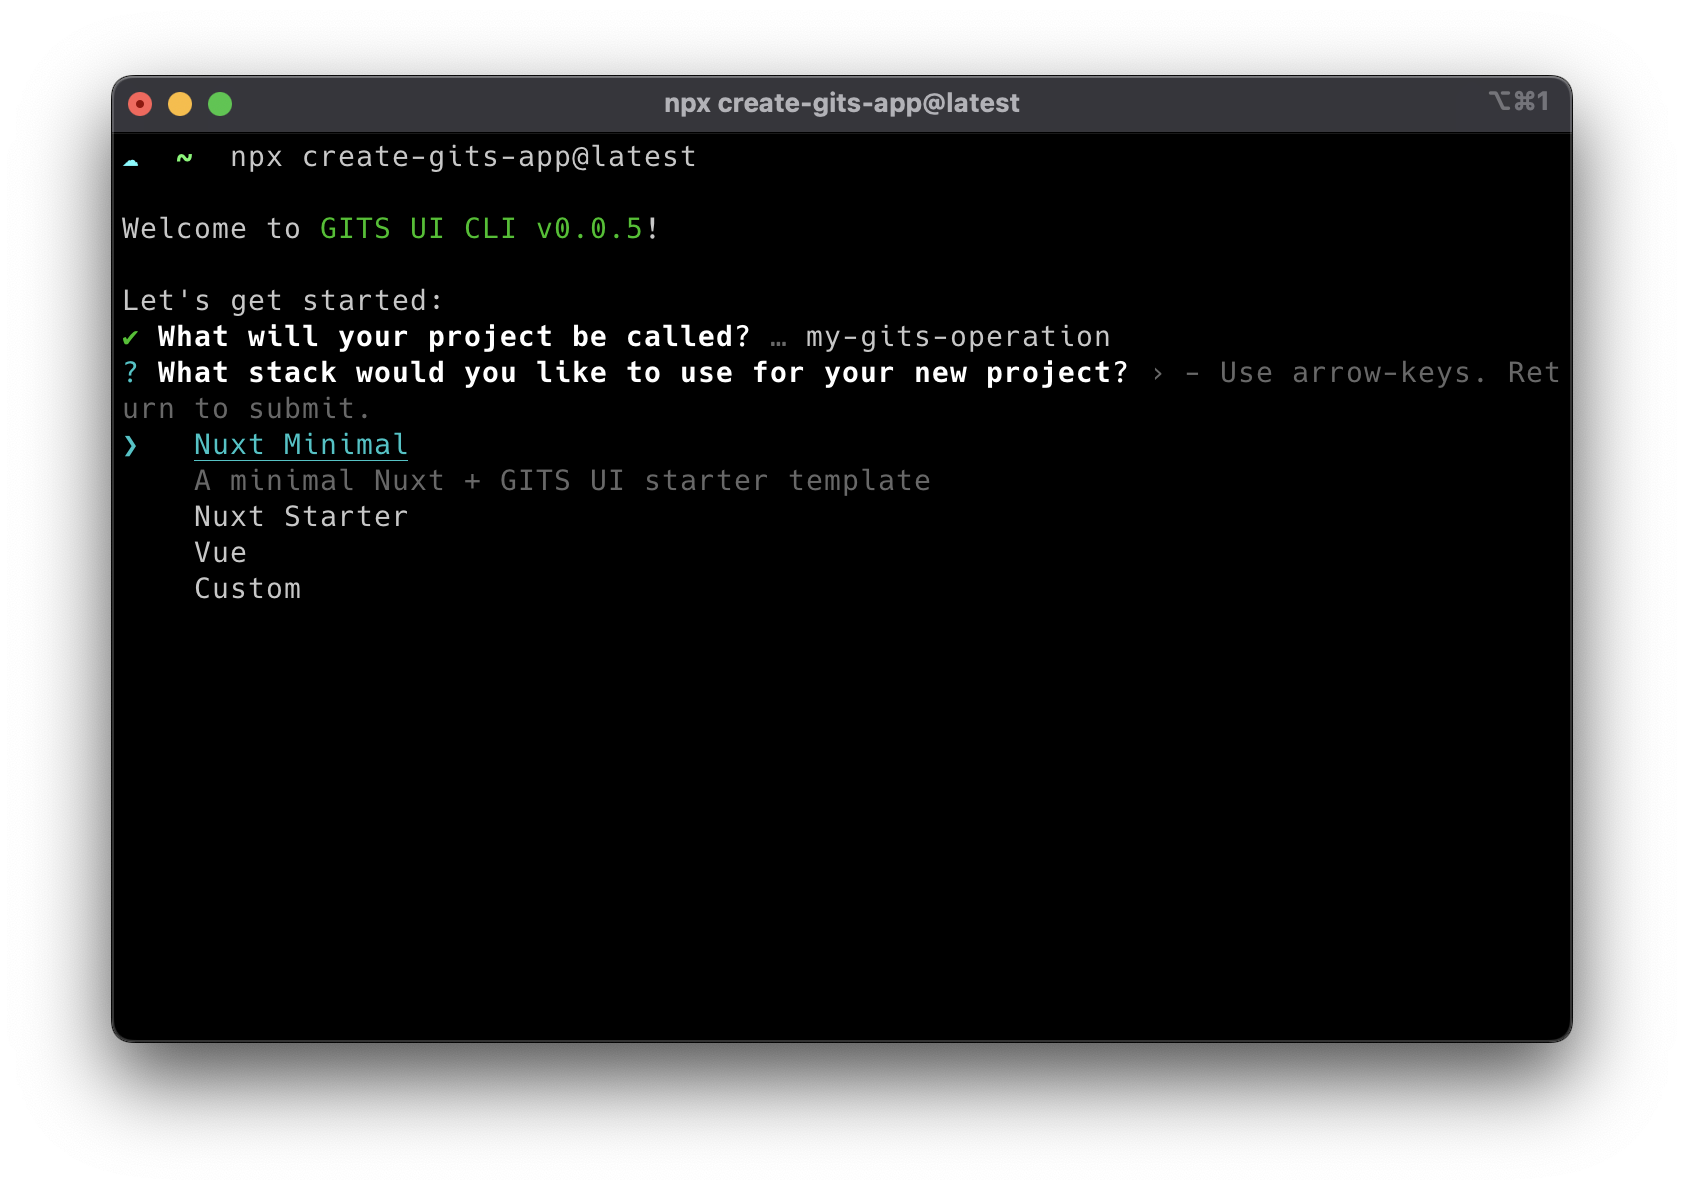 npx create-gits-app@latest
⌥⌘1
☁ ~ npx create-gits-app@latest
Welcome to GITS UI CLI v0.0.5!
Let's get started:
✔ What will your project be called? … my-gits-operation
? What stack would you like to use for your new project? › - Use arrow-keys. Ret
urn to submit.
❯ Nuxt Minimal
A minimal Nuxt + GITS UI starter template
Nuxt Starter
Vue
Custom